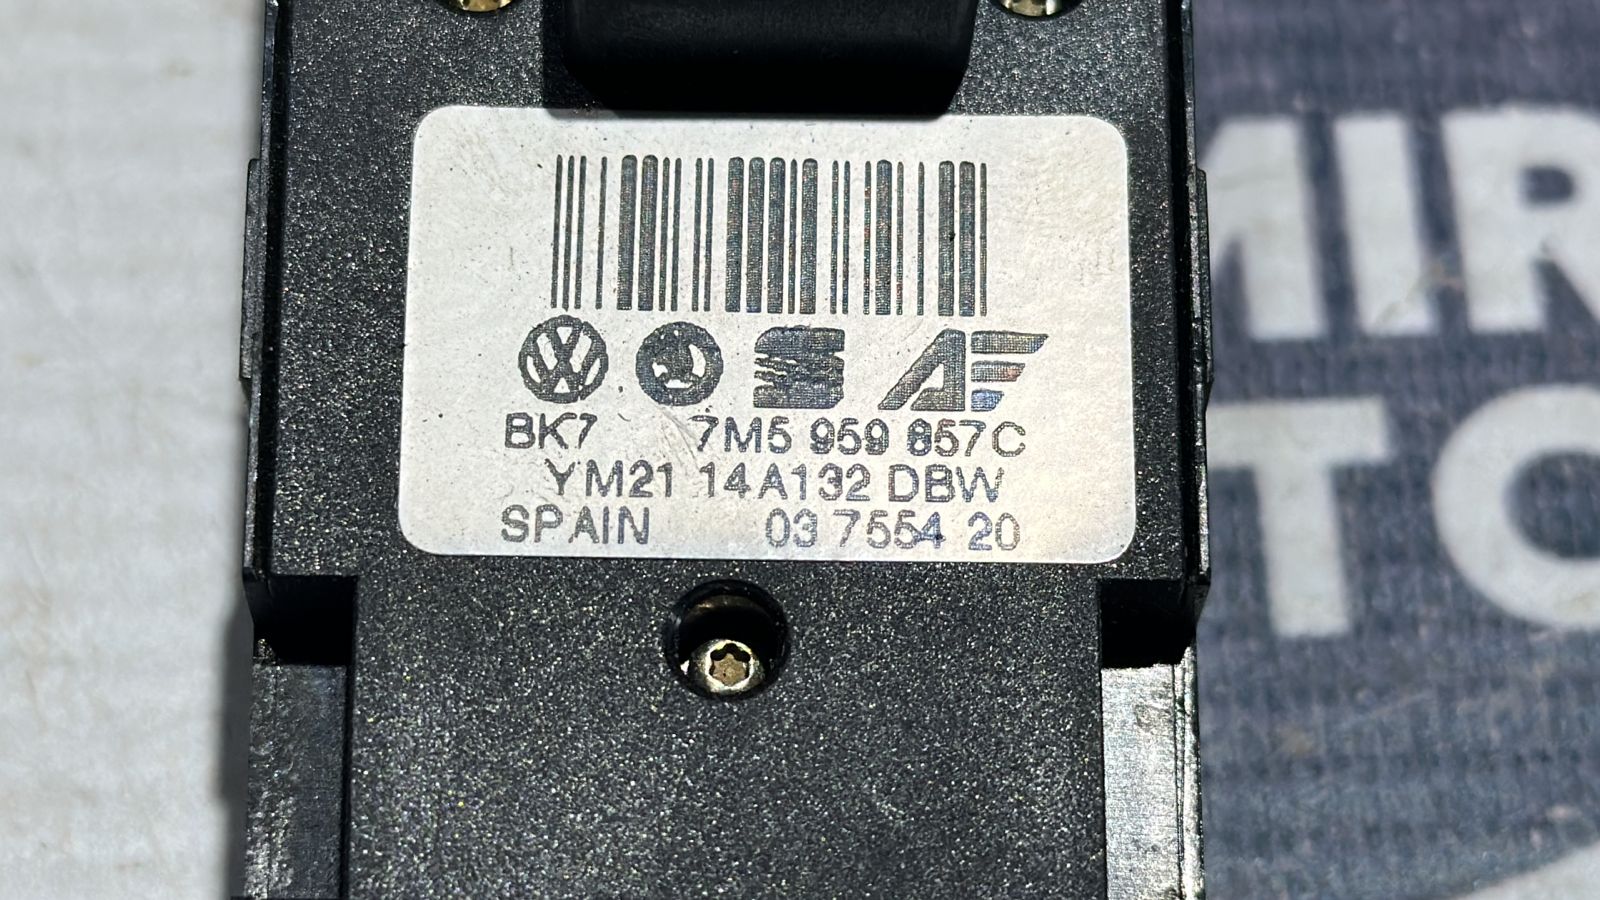 BK7 7M5 959 857C
YM21 14A132 DBW
SPAIN 03 7554 20